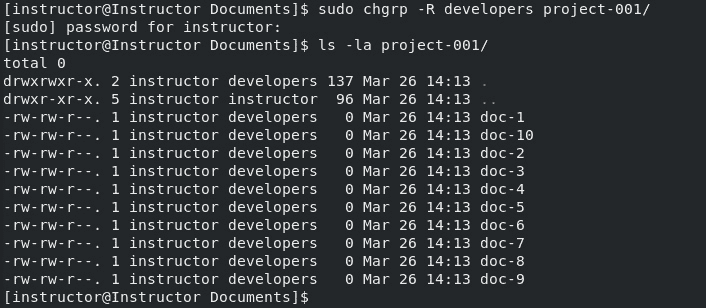 [instructor@Instructor Documents]$ sudo chgrp -R developers project-001/
[sudo] password for instructor:
[instructor@Instructor Documents]$ ls -la project-001/
total 0
drwxrwxr-x. 2 instructor developers 137 Mar 26 14:13 .
drwxr-xr-x. 5 instructor instructor  96 Mar 26 14:13 ..
-rw-rw-r--. 1 instructor developers   0 Mar 26 14:13 doc-1
-rw-rw-r--. 1 instructor developers   0 Mar 26 14:13 doc-10
-rw-rw-r--. 1 instructor developers   0 Mar 26 14:13 doc-2
-rw-rw-r--. 1 instructor developers   0 Mar 26 14:13 doc-3
-rw-rw-r--. 1 instructor developers   0 Mar 26 14:13 doc-4
-rw-rw-r--. 1 instructor developers   0 Mar 26 14:13 doc-5
-rw-rw-r--. 1 instructor developers   0 Mar 26 14:13 doc-6
-rw-rw-r--. 1 instructor developers   0 Mar 26 14:13 doc-7
-rw-rw-r--. 1 instructor developers   0 Mar 26 14:13 doc-8
-rw-rw-r--. 1 instructor developers   0 Mar 26 14:13 doc-9
[instructor@Instructor Documents]$